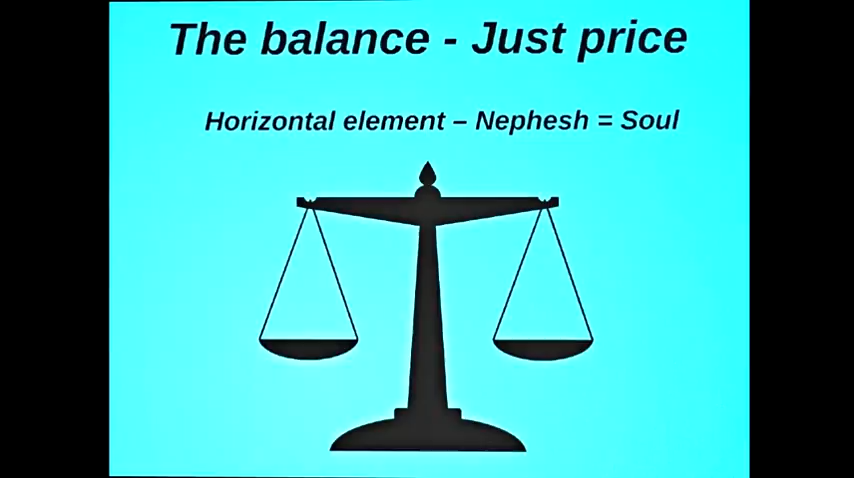 The balance - Just price
Horizontal element – Nephesh = Soul